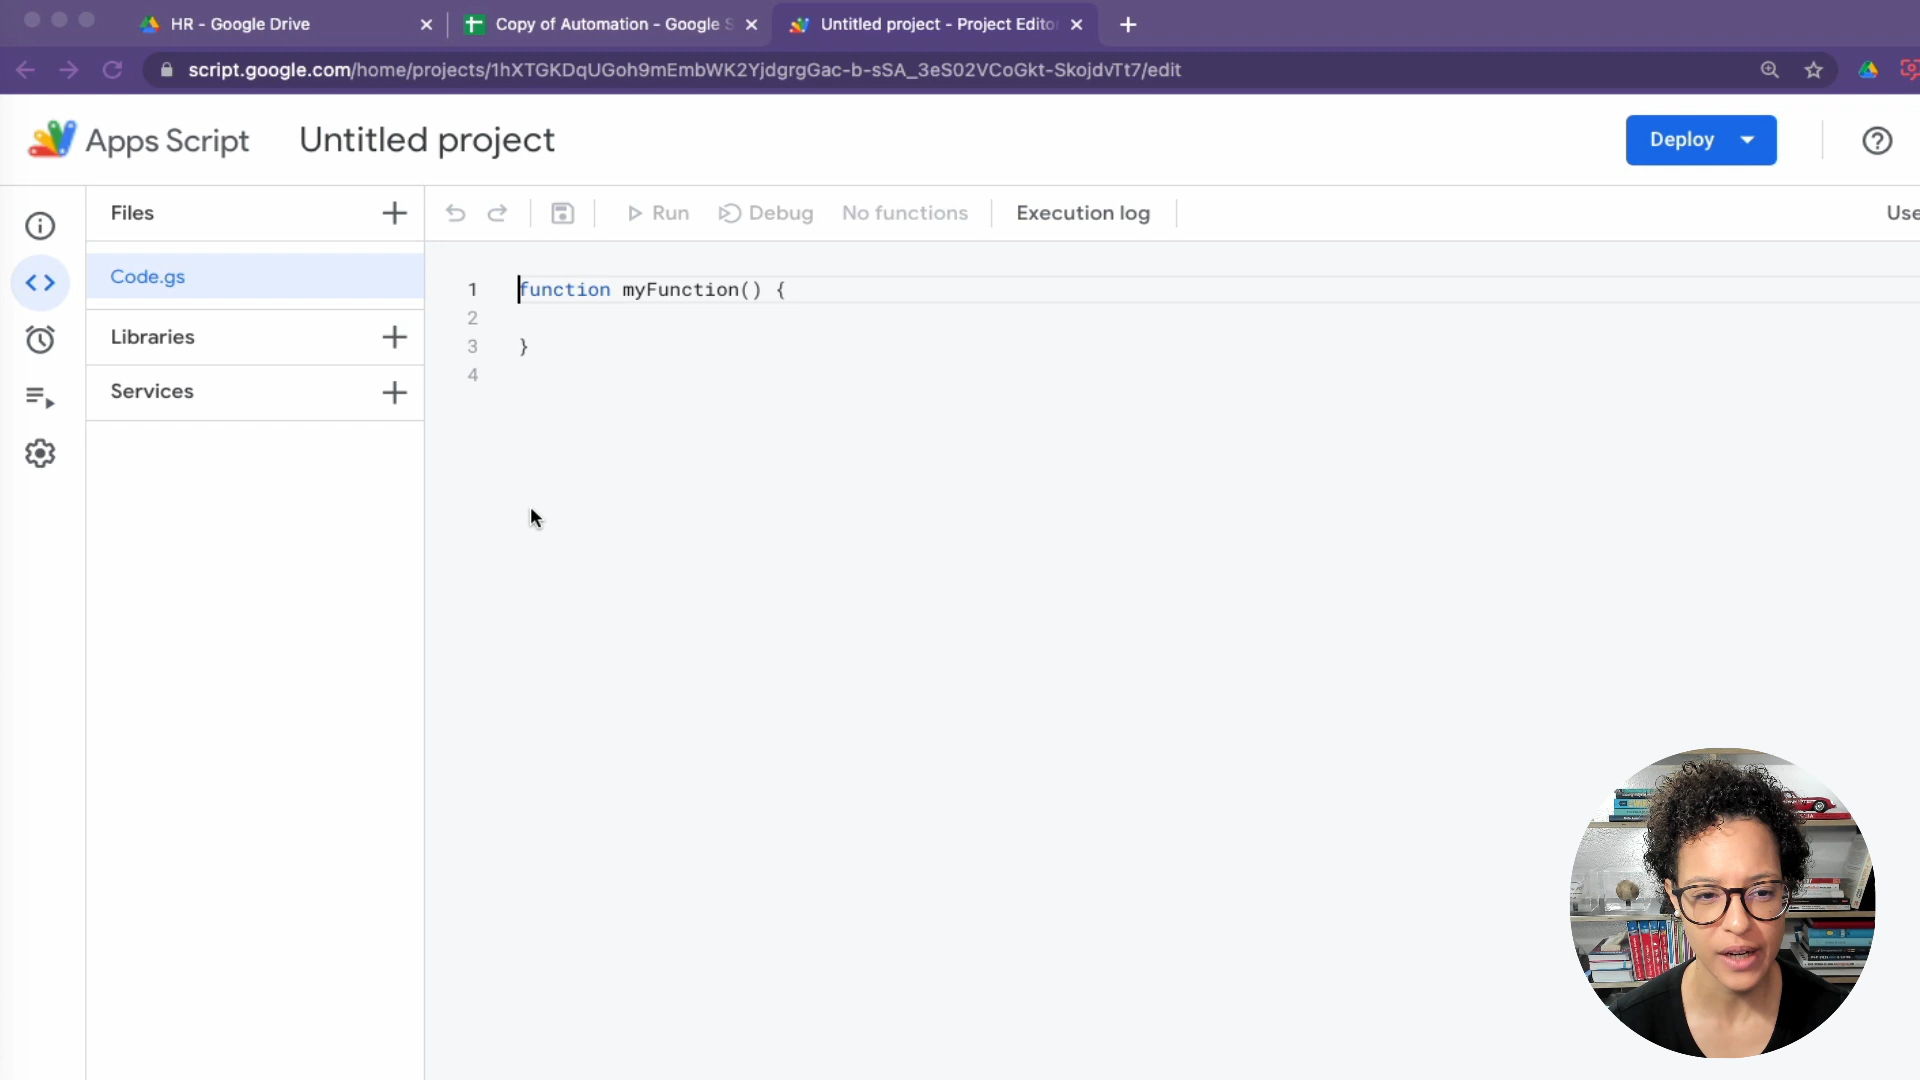 HR - Google Drive
Copy of Automation - Google S
Untitled project - Project Edito
script.google.com/home/projects/1hXTGKDqUGoh9mEmbWK2YjdgrgGac-b-sSA_3eS02VCoGkt-SkojdvTt7/edit
Apps Script
Untitled project
Deploy
Files
Run
Debug
No functions
Execution log
Use
Code.gs
Libraries
Services
1 function myFunction() {
2
3 }
4